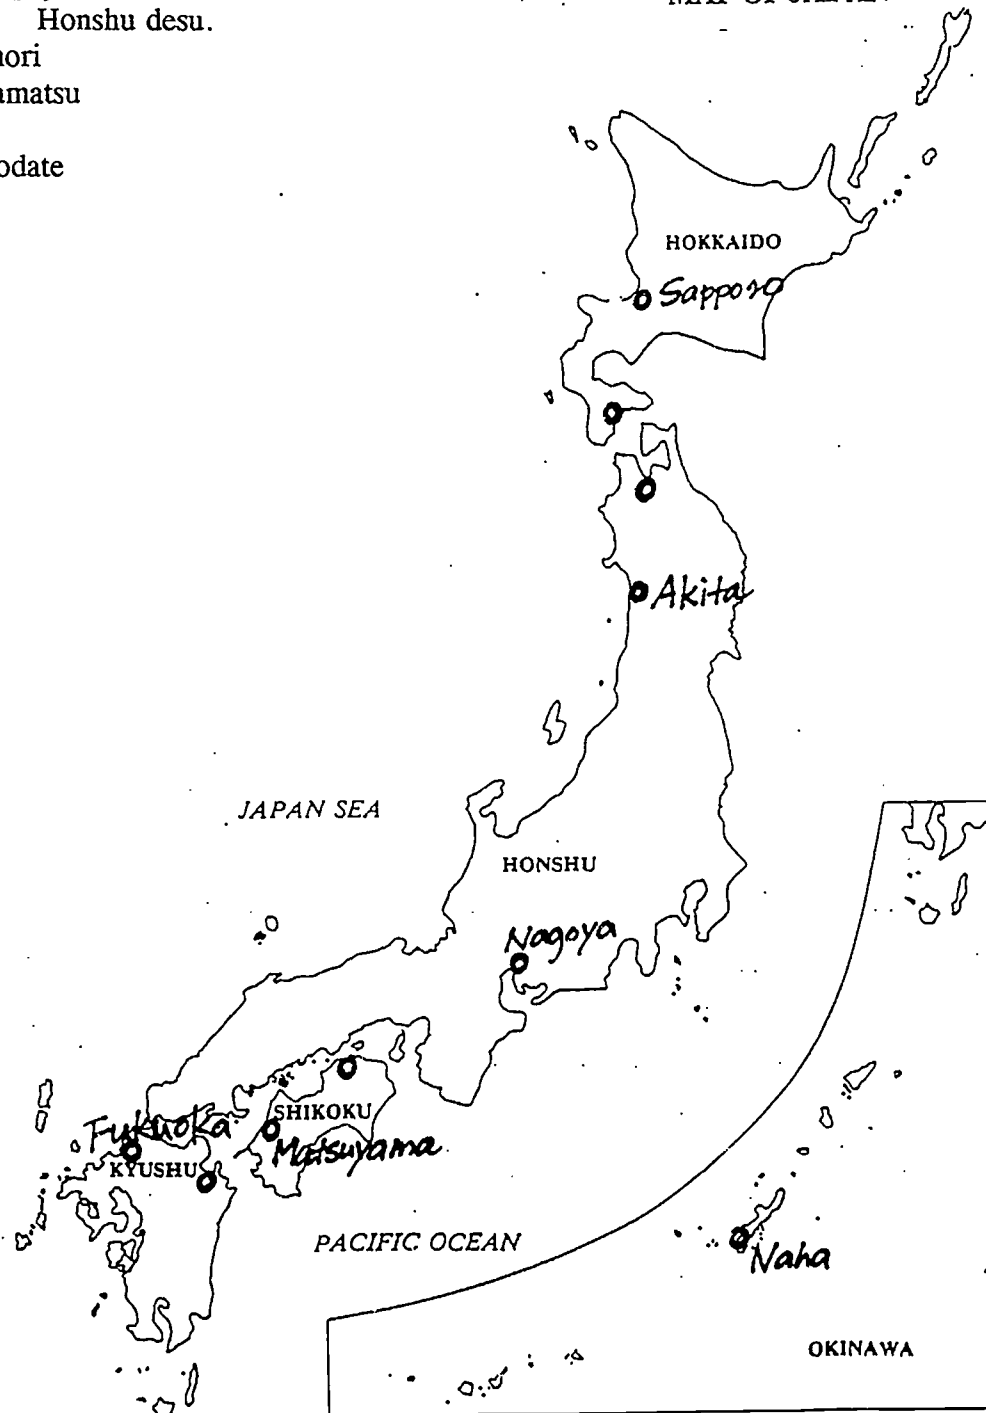 Honshu desu.
nori
amatsu
odate
HOKKAIDO
Sapporo
Akita
JAPAN SEA
HONSHU
Nagoya
SHIKOKU
Fukuoka
Matsuyama
KYUSHU
PACIFIC OCEAN
Naha
OKINAWA